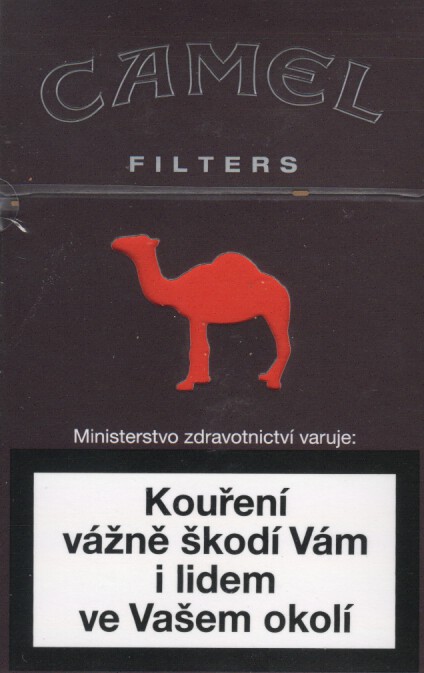 CAMEL
FILTERS
Ministerstvo zdravotnictví varuje:
Kouření
vážně škodí Vám
i lidem
ve Vašem okolí